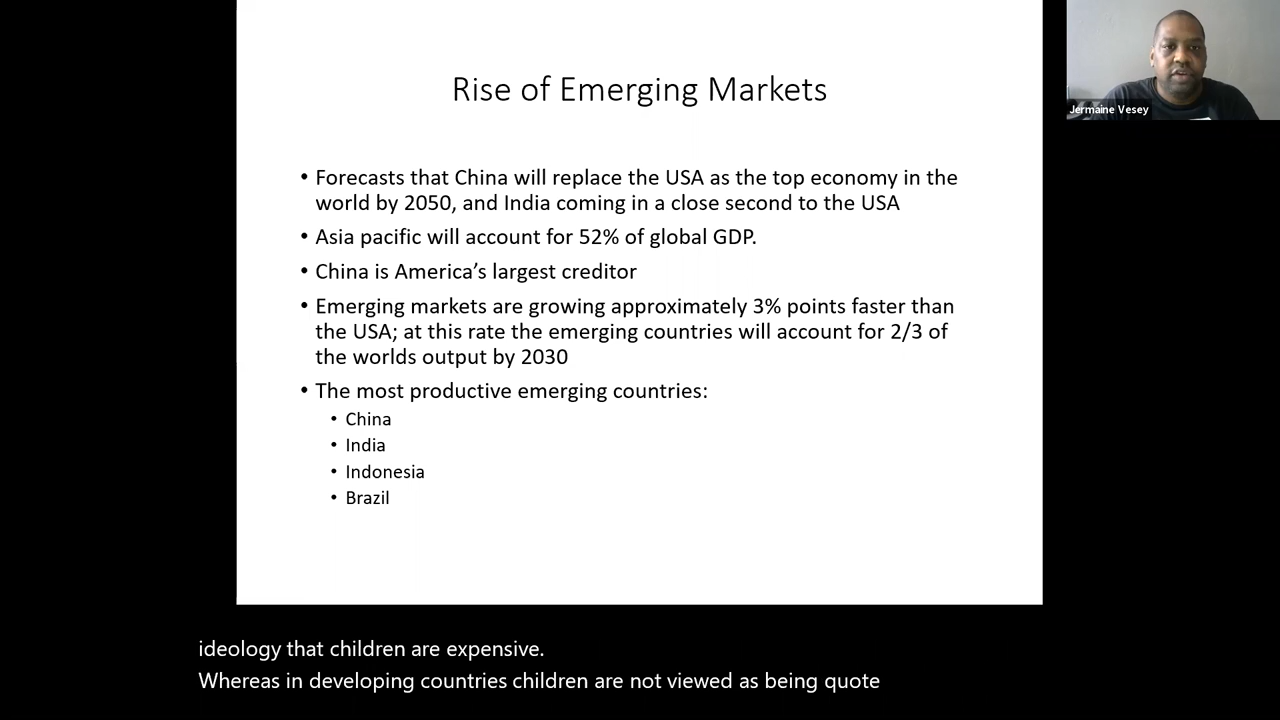 Rise of Emerging Markets
• Forecasts that China will replace the USA as the top economy in the
world by 2050, and India coming in a close second to the USA
• Asia pacific will account for 52% of global GDP.
• China is America’s largest creditor
• Emerging markets are growing approximately 3% points faster than
the USA; at this rate the emerging countries will account for 2/3 of
the worlds output by 2030
• The most productive emerging countries:
• China
• India
• Indonesia
• Brazil
Jermaine Vesey
ideology that children are expensive.
Whereas in developing countries children are not viewed as being quote